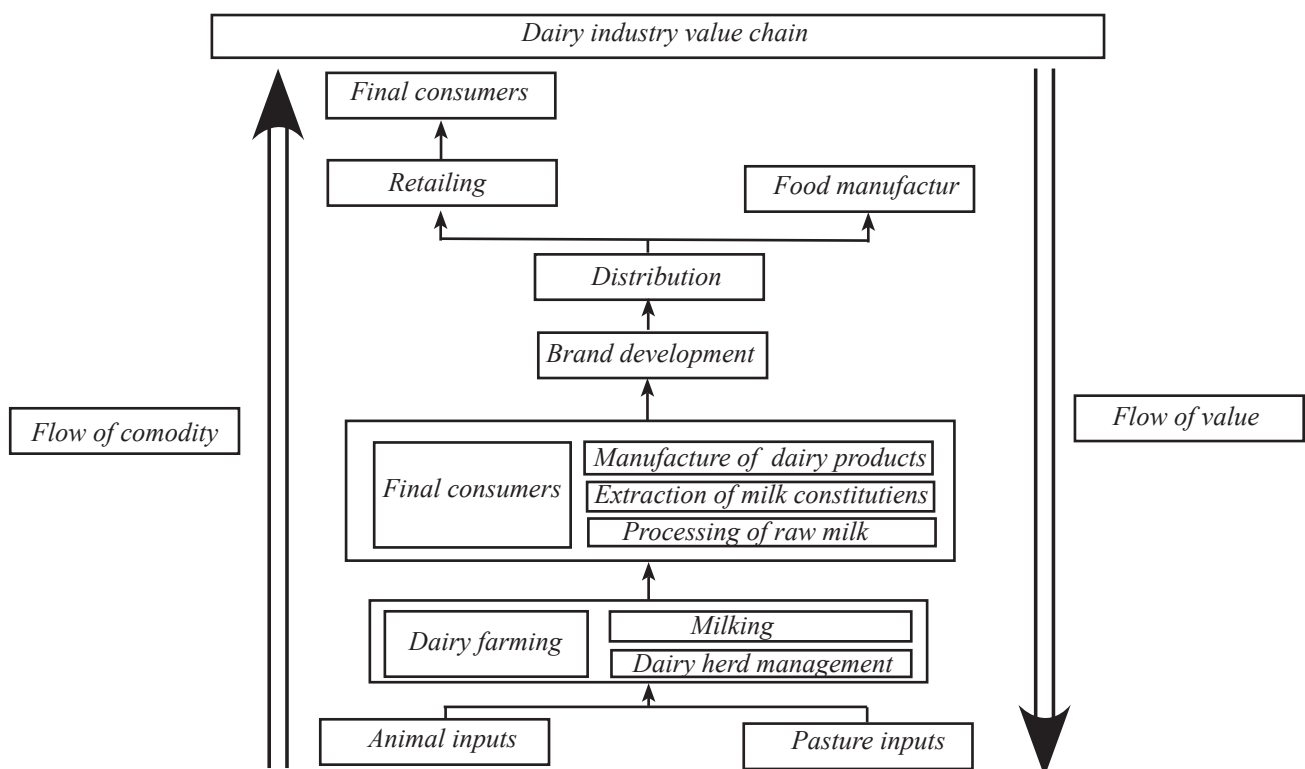 Dairy industry value chain
Final consumers
Retailing
Food manufactur
Distribution
Brand development
Flow of comodity
Flow of value
Final consumers
Manufacture of dairy products
Extraction of milk constitutiens
Processing of raw milk
Dairy farming
Milking
Dairy herd management
Animal inputs
Pasture inputs